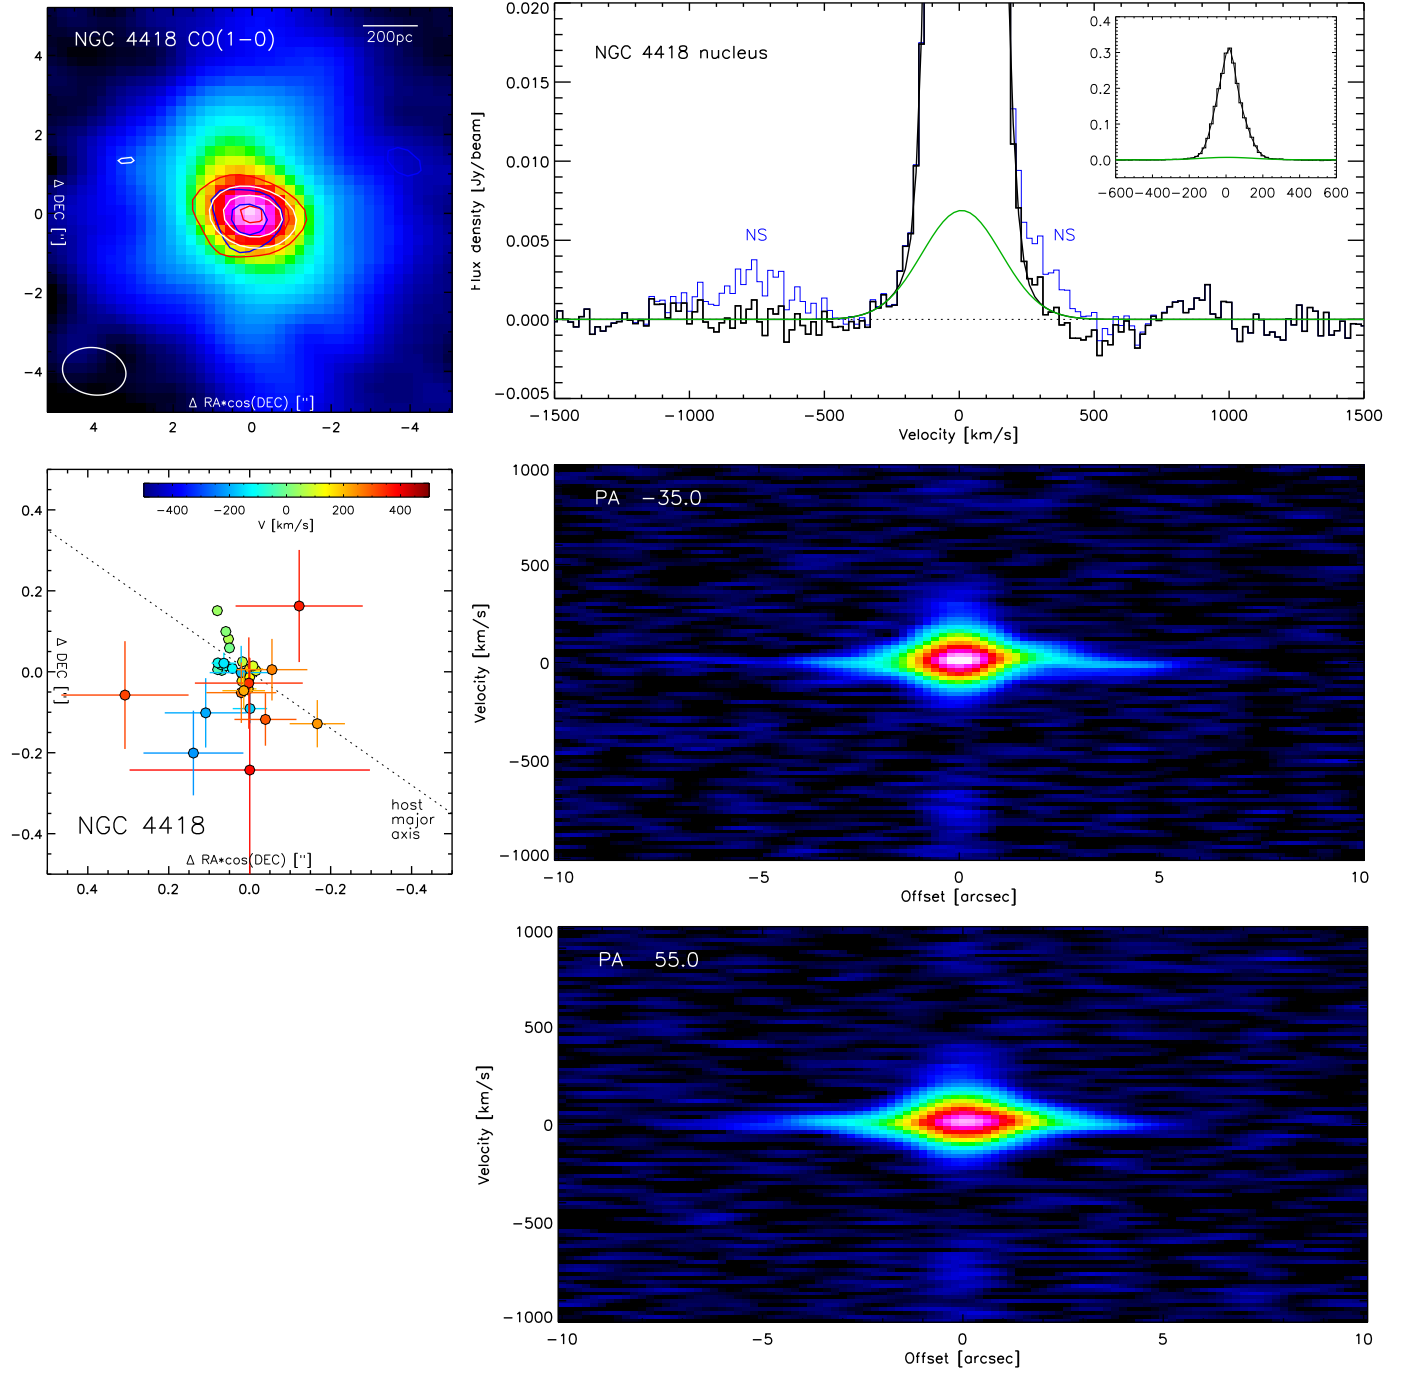 NGC 4418 CO(1-0)
200pc
4
2
0
-2
-4
Δ DEC ["]
Δ RA*cos(DEC) ["]
4 2 0 -2 -4
NGC 4418 nucleus
0.020
0.015
0.010
0.005
0.000
-0.005
Flux density [Jy/beam]
NS
NS
-1500 -1000 -500 0 500 1000 1500
Velocity [km/s]
0.4
0.3
0.2
0.1
0.0
-600 -400 -200 0 200 400 600
-400 -200 0 200 400
V [km/s]
0.4
0.2
0.0
-0.2
-0.4
Δ DEC ["]
host
major
axis
NGC 4418
Δ RA*cos(DEC) ["]
0.4 0.2 0.0 -0.2 -0.4
PA -35.0
1000
500
0
-500
-1000
Velocity [km/s]
-10 -5 0 5 10
Offset [arcsec]
PA 55.0
1000
500
0
-500
-1000
Velocity [km/s]
-10 -5 0 5 10
Offset [arcsec]